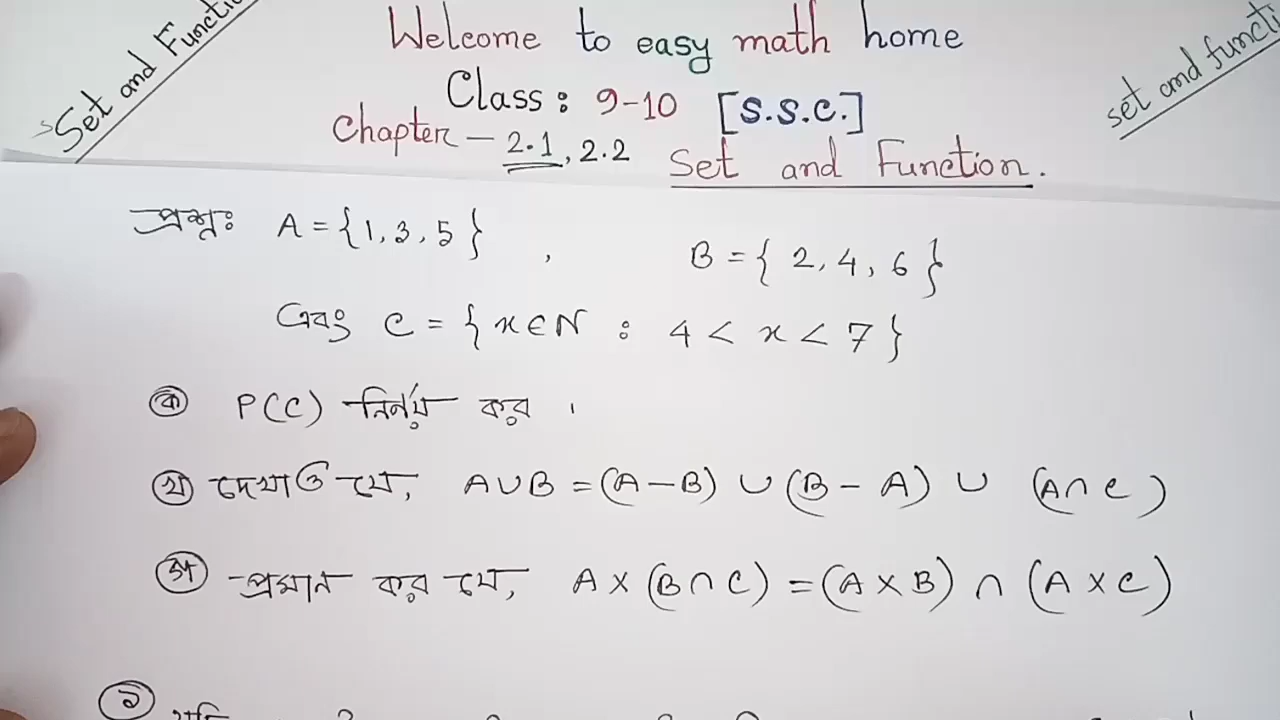 Set and Functi
Welcome to easy math home
set and functi
Class: 9-10 [S.S.C.]
Chapter – 2.1, 2.2 Set and Function.
প্রশ্নঃ A = {1, 3, 5}, B = {2, 4, 6}
এবং C = {x∈N : 4 < x < 7}
ক P(C) নির্ণয় কর ।
খ দেখাও যে, A∪B = (A – B) ∪ (B – A) ∪ (A∩C)
গ প্রমান কর যে, A × (B∩C) = (A × B) ∩ (A × C)